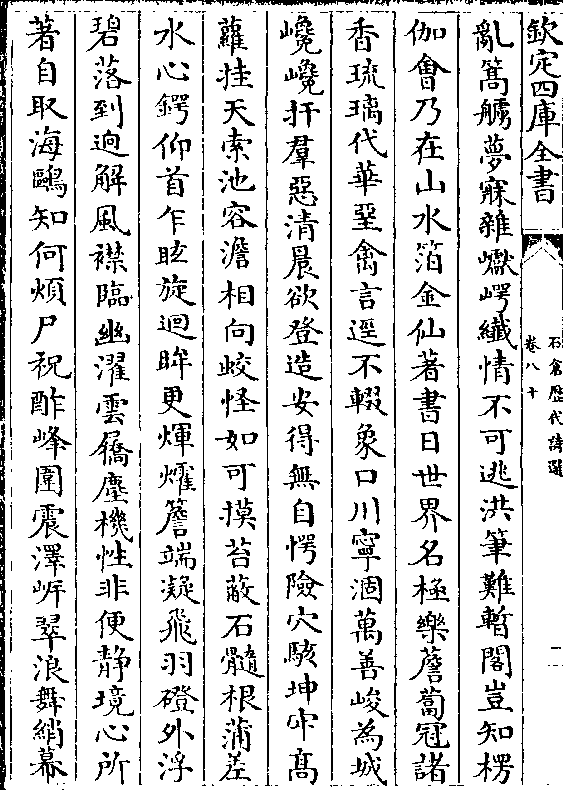 欽定四庫全書
石倉歷代詩選
卷八十
亂篙艣夢寐雜巘崿纎情不可逃洪筆難暫閣豈知楞
伽㑹乃在山水箔金仙著書日世界名極樂薝蔔冠諸
香琉璃代華堊禽言逕不輟象口川寧涸萬善峻為城
巉巉扞羣惡清晨欲登造安得無自愕險穴駭坤牢髙
蘿挂天索池容澹相向蛟怪如可摸苔蔽石髓根蒲差
水心鍔仰首乍眩旋迴眸更煇爚簷端凝飛羽磴外浮
碧落到迥解風襟臨幽濯雲屩塵機性非便静境心所
著自取海鷗知何煩尸祝酢峰圍震澤岍翠浪舞綃幕